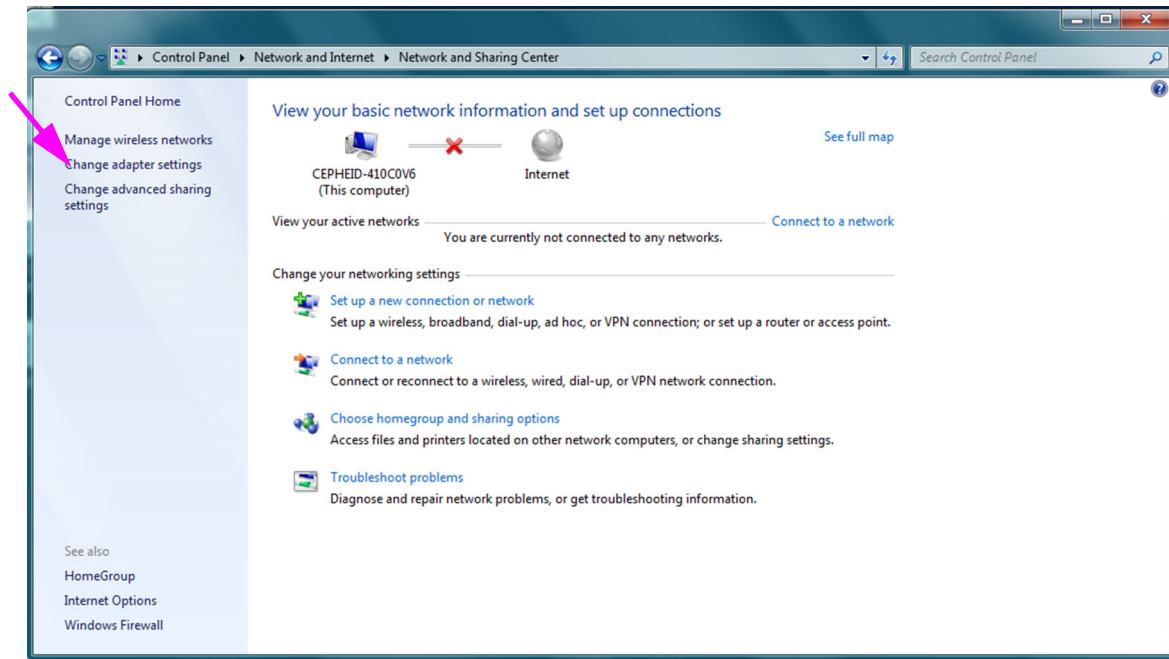 Control Panel Network and Internet Network and Sharing Center
Search Control Panel
Control Panel Home
Manage wireless networks
Change adapter settings
Change advanced sharing
settings
View your basic network information and set up connections
See full map
CEPHEID-410C0V6
(This computer)
Internet
View your active networks
Connect to a network
You are currently not connected to any networks.
Change your networking settings
Set up a new connection or network
Set up a wireless, broadband, dial-up, ad hoc, or VPN connection; or set up a router or access point.
Connect to a network
Connect or reconnect to a wireless, wired, dial-up, or VPN network connection.
Choose homegroup and sharing options
Access files and printers located on other network computers, or change sharing settings.
Troubleshoot problems
Diagnose and repair network problems, or get troubleshooting information.
See also
HomeGroup
Internet Options
Windows Firewall